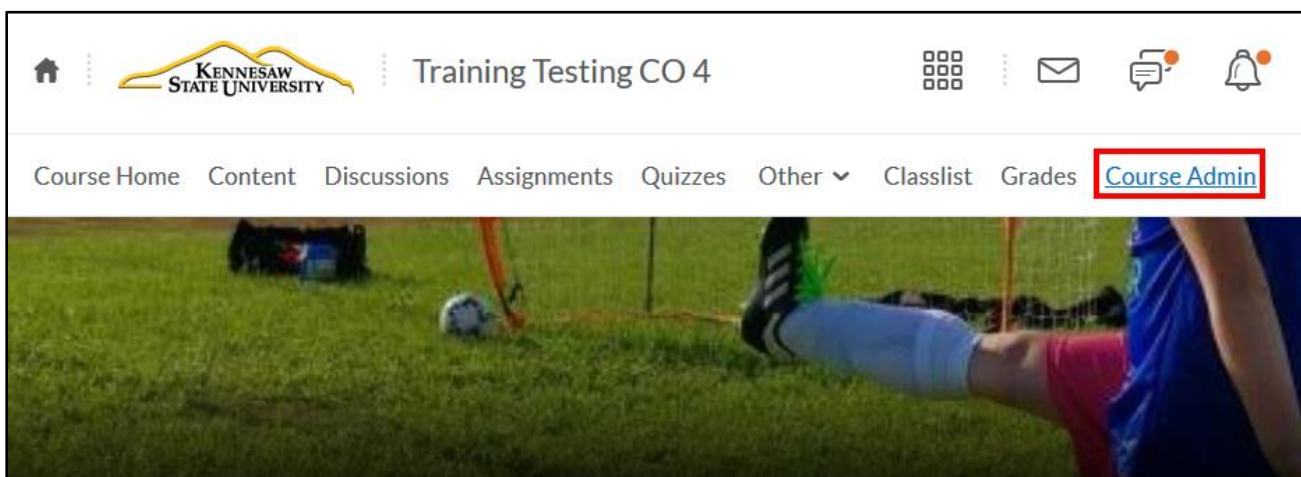 KENNESAW
STATE UNIVERSITY
Training Testing CO 4
Course Home Content Discussions Assignments Quizzes Other Classlist Grades Course Admin